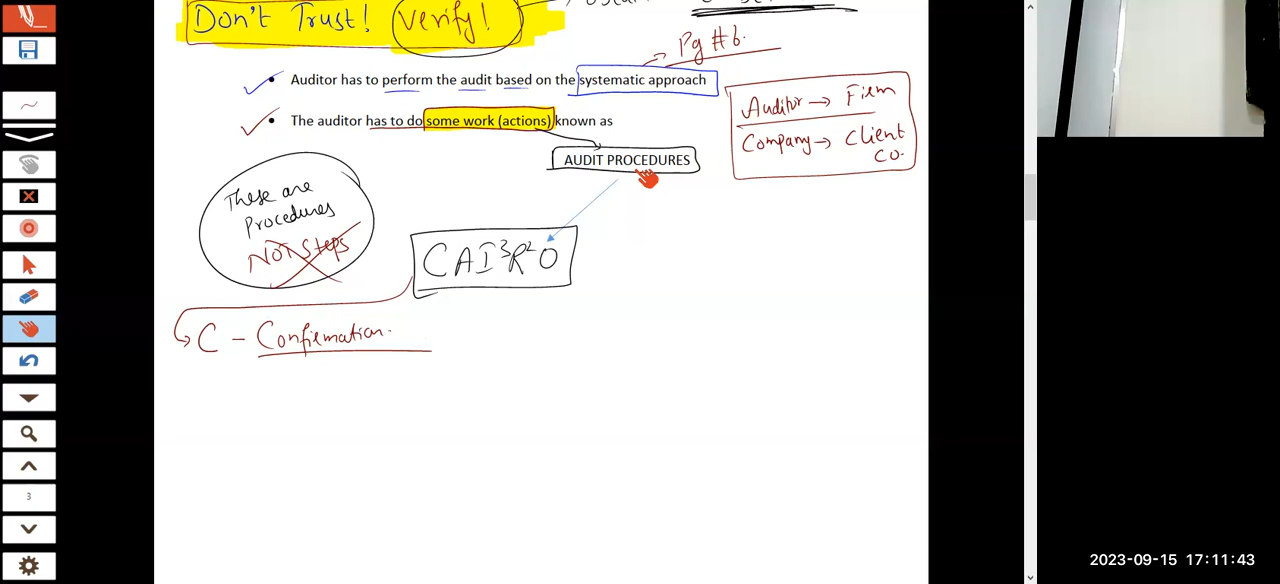 Don't Trust! Verify!
Pg #6.
Auditor has to perform the audit based on the systematic approach
Auditor → Firm
The auditor has to do some work (actions) known as
Company → Client
Co.
AUDIT PROCEDURES
These are
Procedures
NOT Steps
CAI³R²O
C - Confirmation.
3
2023-09-15 17:11:43